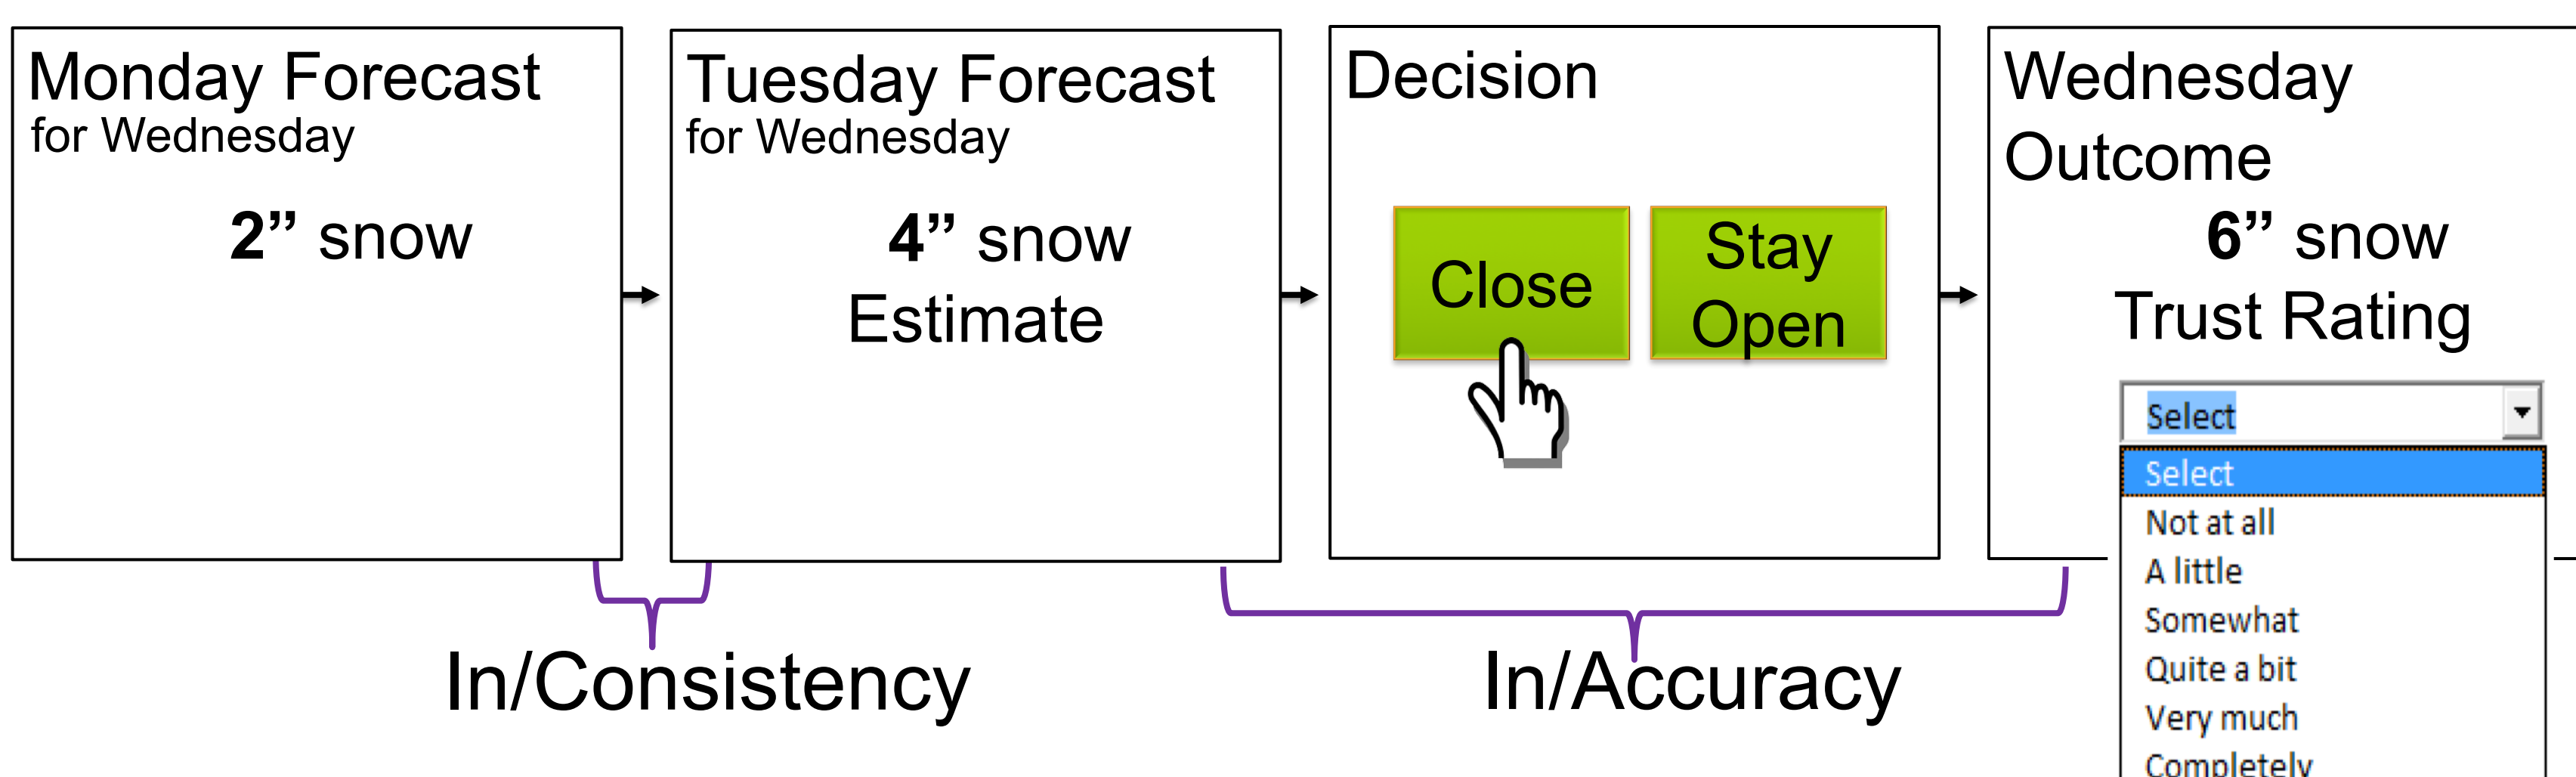 Monday Forecast
for Wednesday
2” snow
Tuesday Forecast
for Wednesday
4” snow
Estimate
Decision
Close
Stay
Open
Wednesday
Outcome
6” snow
Trust Rating
Select
Select
Not at all
A little
Somewhat
Quite a bit
Very much
Completely
In/Consistency
In/Accuracy